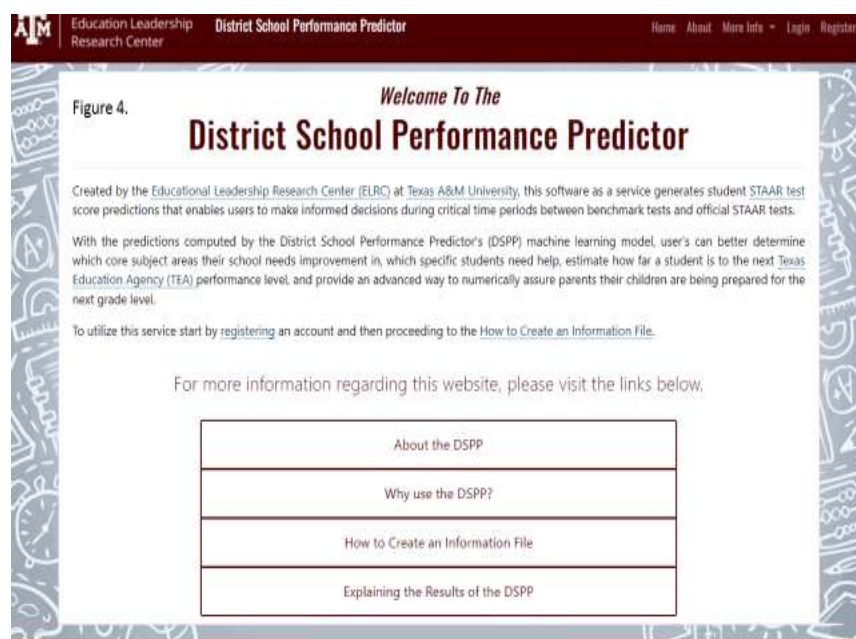 ĀM Education Leadership District School Performance Predictor Home About More Info Login Register
Research Center
Figure 4.
Welcome To The
District School Performance Predictor
Created by the Educational Leadership Research Center (ELRC) at Texas A&M University, this software as a service generates student STAAR test
score predictions that enables users to make informed decisions during critical time periods between benchmark tests and official STAAR tests.
With the predictions computed by the District School Performance Predictor's (DSPP) machine learning model, user's can better determine
which core subject areas their school needs improvement in, which specific students need help, estimate how far a student is to the next Texas
Education Agency (TEA) performance level, and provide an advanced way to numerically assure parents their children are being prepared for the
next grade level.
To utilize this service start by registering an account and then proceeding to the How to Create an Information File.
For more information regarding this website, please visit the links below.
About the DSPP
Why use the DSPP?
How to Create an Information File
Explaining the Results of the DSPP